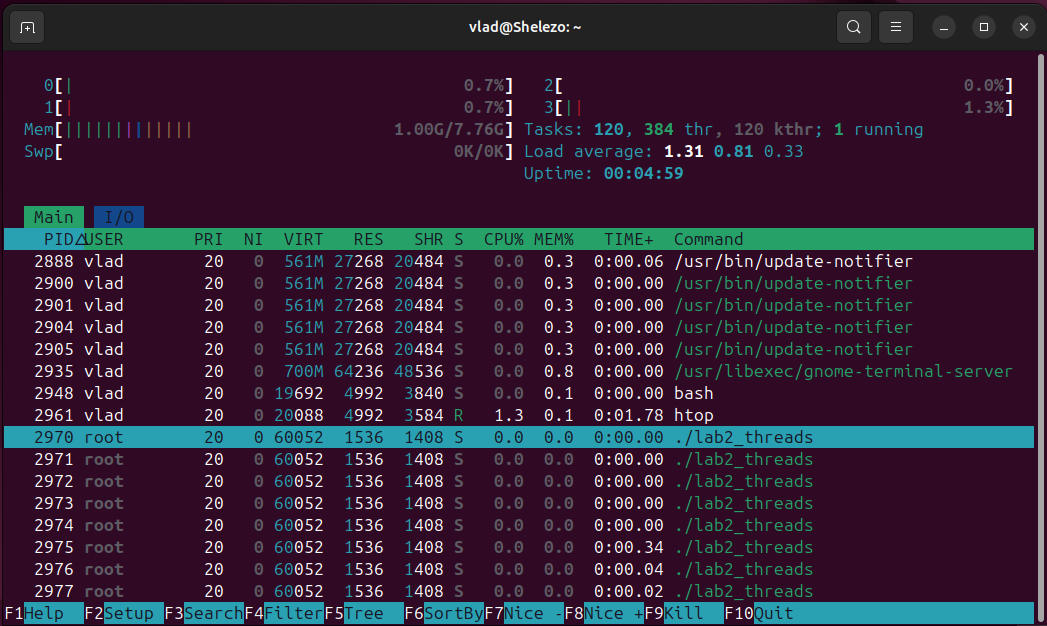 vlad@Shelezo: ~
0[| 0.7%] 2[ 0.0%]
1[| 0.7%] 3[|| 1.3%]
Mem[||||||||||||||||| 1.00G/7.76G] Tasks: 120, 384 thr, 120 kthr; 1 running
Swp[ 0K/0K] Load average: 1.31 0.81 0.33
Uptime: 00:04:59
Main I/O
PID△USER PRI NI VIRT RES SHR S CPU% MEM% TIME+ Command
2888 vlad 20 0 561M 27268 20484 S 0.0 0.3 0:00.06 /usr/bin/update-notifier
2900 vlad 20 0 561M 27268 20484 S 0.0 0.3 0:00.00 /usr/bin/update-notifier
2901 vlad 20 0 561M 27268 20484 S 0.0 0.3 0:00.00 /usr/bin/update-notifier
2904 vlad 20 0 561M 27268 20484 S 0.0 0.3 0:00.00 /usr/bin/update-notifier
2905 vlad 20 0 561M 27268 20484 S 0.0 0.3 0:00.00 /usr/bin/update-notifier
2935 vlad 20 0 700M 64236 48536 S 0.0 0.8 0:00.00 /usr/libexec/gnome-terminal-server
2948 vlad 20 0 19692 4992 3840 S 0.0 0.1 0:00.00 bash
2961 vlad 20 0 20088 4992 3584 R 1.3 0.1 0:01.78 htop
2970 root 20 0 60052 1536 1408 S 0.0 0.0 0:00.00 ./lab2_threads
2971 root 20 0 60052 1536 1408 S 0.0 0.0 0:00.00 ./lab2_threads
2972 root 20 0 60052 1536 1408 S 0.0 0.0 0:00.00 ./lab2_threads
2973 root 20 0 60052 1536 1408 S 0.0 0.0 0:00.00 ./lab2_threads
2974 root 20 0 60052 1536 1408 S 0.0 0.0 0:00.00 ./lab2_threads
2975 root 20 0 60052 1536 1408 S 0.0 0.0 0:00.34 ./lab2_threads
2976 root 20 0 60052 1536 1408 S 0.0 0.0 0:00.04 ./lab2_threads
2977 root 20 0 60052 1536 1408 S 0.0 0.0 0:00.02 ./lab2_threads
F1Help F2Setup F3SearchF4FilterF5Tree F6SortByF7Nice -F8Nice +F9Kill F10Quit